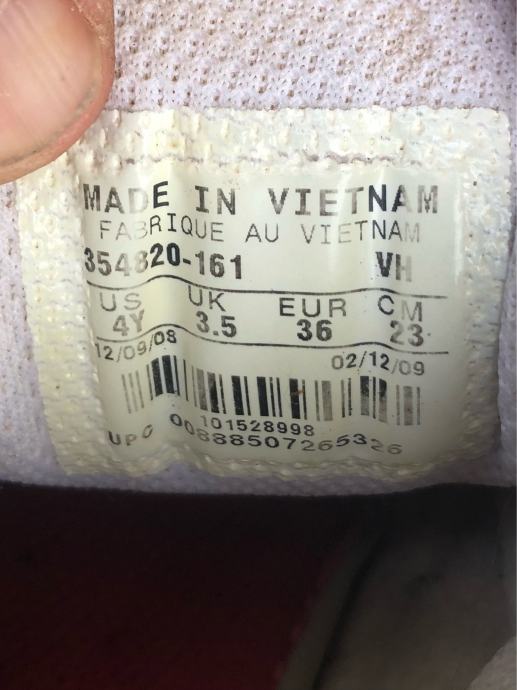 MADE IN VIETNAM
FABRIQUE AU VIETNAM
354820-161 VH
US UK EUR CM
4Y 3.5 36 23
12/09/08 02/12/09
101528998
UPC 00888507265326